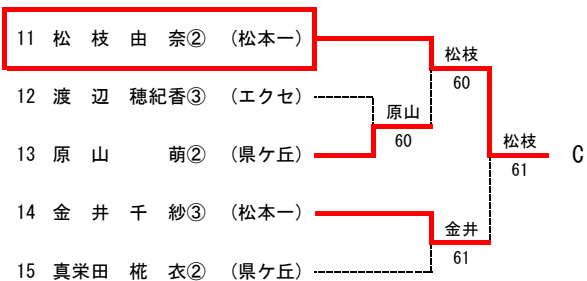 11 松 枝 由 奈② (松本一)
松枝
60
12 渡 辺 穂紀香③ (エクセ)
原山
60
松枝
61
C
13 原 山 萌② (県ケ丘)
14 金 井 千 紗③ (松本一)
金井
61
15 真栄田 椛 衣② (県ケ丘)